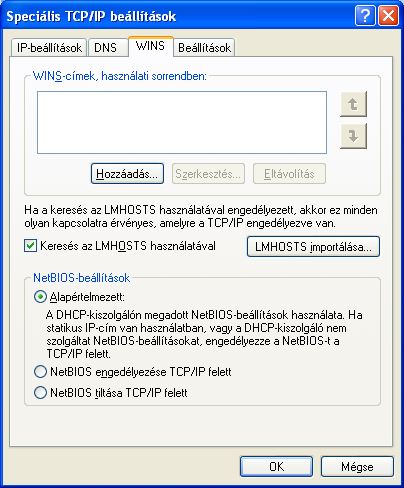 Speciális TCP/IP beállítások
IP-beállítások DNS WINS Beállítások
WINS-címek, használati sorrendben:
Hozzáadás... Szerkesztés... Eltávolítás
Ha a keresés az LMHOSTS használatával engedélyezett, akkor ez minden
olyan kapcsolatra érvényes, amelyre a TCP/IP engedélyezve van.
Keresés az LMHOSTS használatával LMHOSTS importálása...
NetBIOS-beállítások
Alapértelmezett:
A DHCP-kiszolgálón megadott NetBIOS-beállítások használata. Ha
statikus IP-cím van használatban, vagy a DHCP-kiszolgáló nem
szolgáltat NetBIOS-beállításokat, engedélyezze a NetBIOS-t a
TCP/IP felett.
NetBIOS engedélyezése TCP/IP felett
NetBIOS tiltása TCP/IP felett
OK Mégse